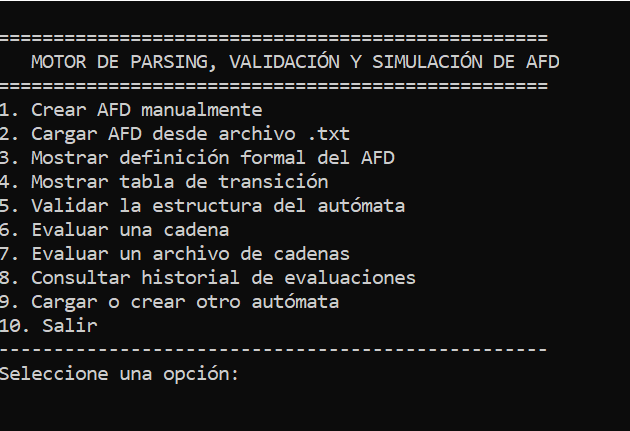 ==================================================
   MOTOR DE PARSING, VALIDACIÓN Y SIMULACIÓN DE AFD
==================================================
1. Crear AFD manualmente
2. Cargar AFD desde archivo .txt
3. Mostrar definición formal del AFD
4. Mostrar tabla de transición
5. Validar la estructura del autómata
6. Evaluar una cadena
7. Evaluar un archivo de cadenas
8. Consultar historial de evaluaciones
9. Cargar o crear otro autómata
10. Salir
--------------------------------------------------
Seleccione una opción: